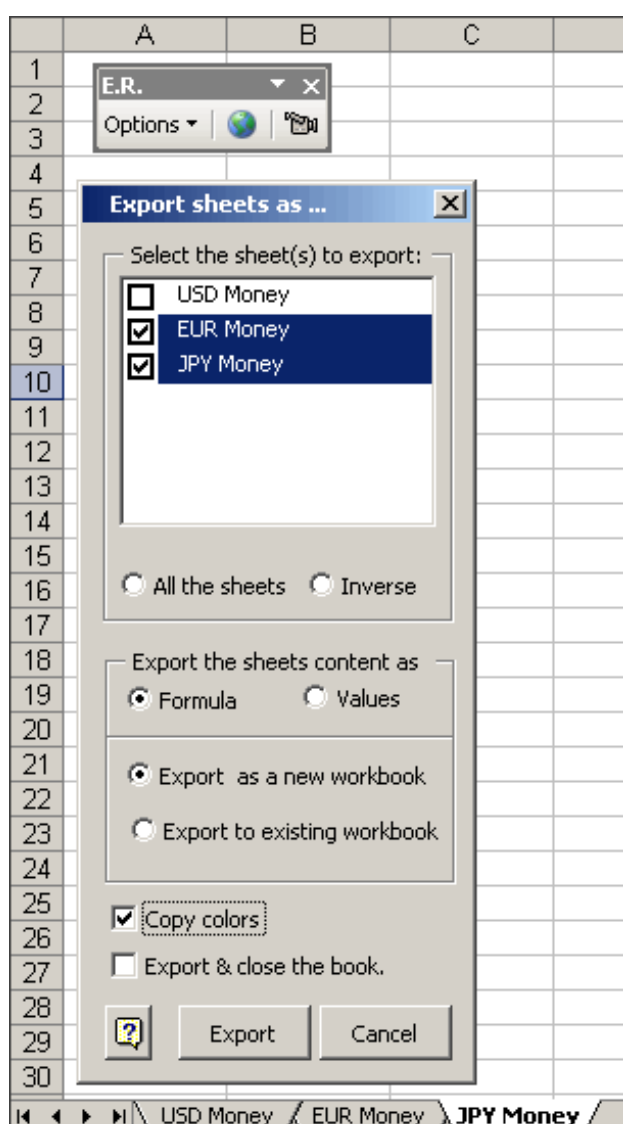 A B C
1
E.R.
2
Options
3
4
5
Export sheets as ...
6
Select the sheet(s) to export:
7
USD Money
8
EUR Money
9
JPY Money
10
11
12
13
14
15
16
All the sheets Inverse
17
18
Export the sheets content as
19
Formula Values
20
21
Export as a new workbook
22
23
Export to existing workbook
24
25
Copy colors
26
27
Export & close the book.
28
29
Export Cancel
30
USD Money EUR Money JPY Money